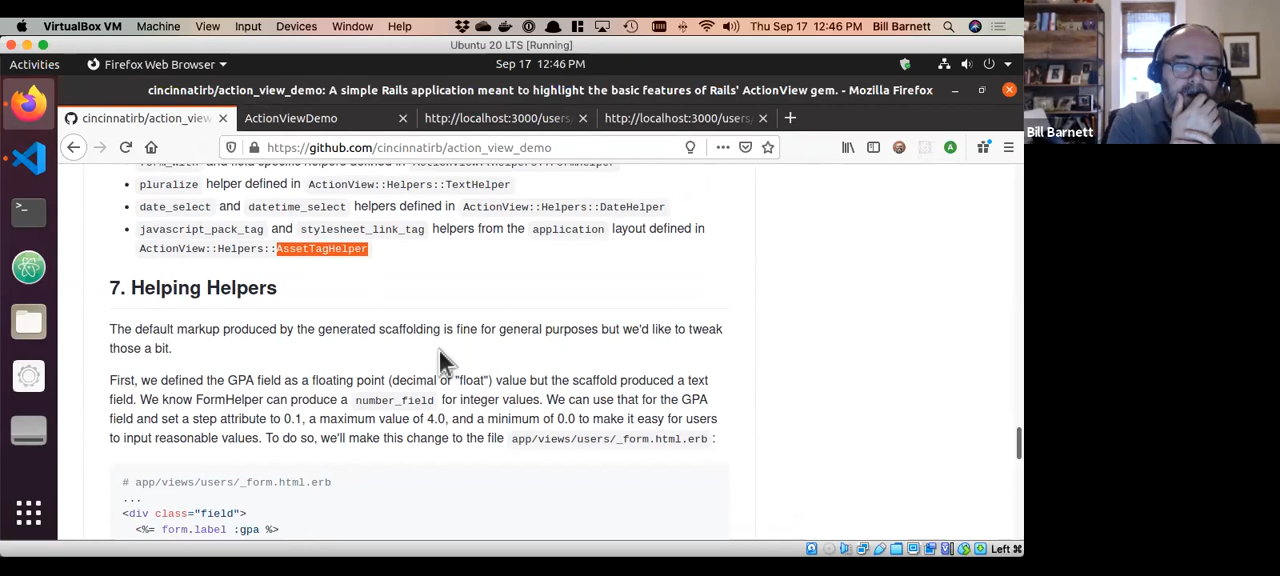 VirtualBox VM Machine View Input Devices Window Help Thu Sep 17 12:46 PM Bill Barnett
Ubuntu 20 LTS [Running]
Activities Firefox Web Browser Sep 17 12:46 PM
cincinnatirb/action_view_demo: A simple Rails application meant to highlight the basic features of Rails' ActionView gem. - Mozilla Firefox
cincinnatirb/action_view ActionViewDemo http://localhost:3000/users/ http://localhost:3000/users/
https://github.com/cincinnatirb/action_view_demo
Bill Barnett
pluralize helper defined in ActionView::Helpers::TextHelper
date_select and datetime_select helpers defined in ActionView::Helpers::DateHelper
javascript_pack_tag and stylesheet_link_tag helpers from the application layout defined in
ActionView::Helpers::AssetTagHelper
7. Helping Helpers
The default markup produced by the generated scaffolding is fine for general purposes but we'd like to tweak
those a bit.
First, we defined the GPA field as a floating point (decimal or "float") value but the scaffold produced a text
field. We know FormHelper can produce a number_field for integer values. We can use that for the GPA
field and set a step attribute to 0.1, a maximum value of 4.0, and a minimum of 0.0 to make it easy for users
to input reasonable values. To do so, we'll make this change to the file app/views/users/_form.html.erb :
# app/views/users/_form.html.erb
...
<div class="field">
<%= form.label :gpa %>
Left ⌘